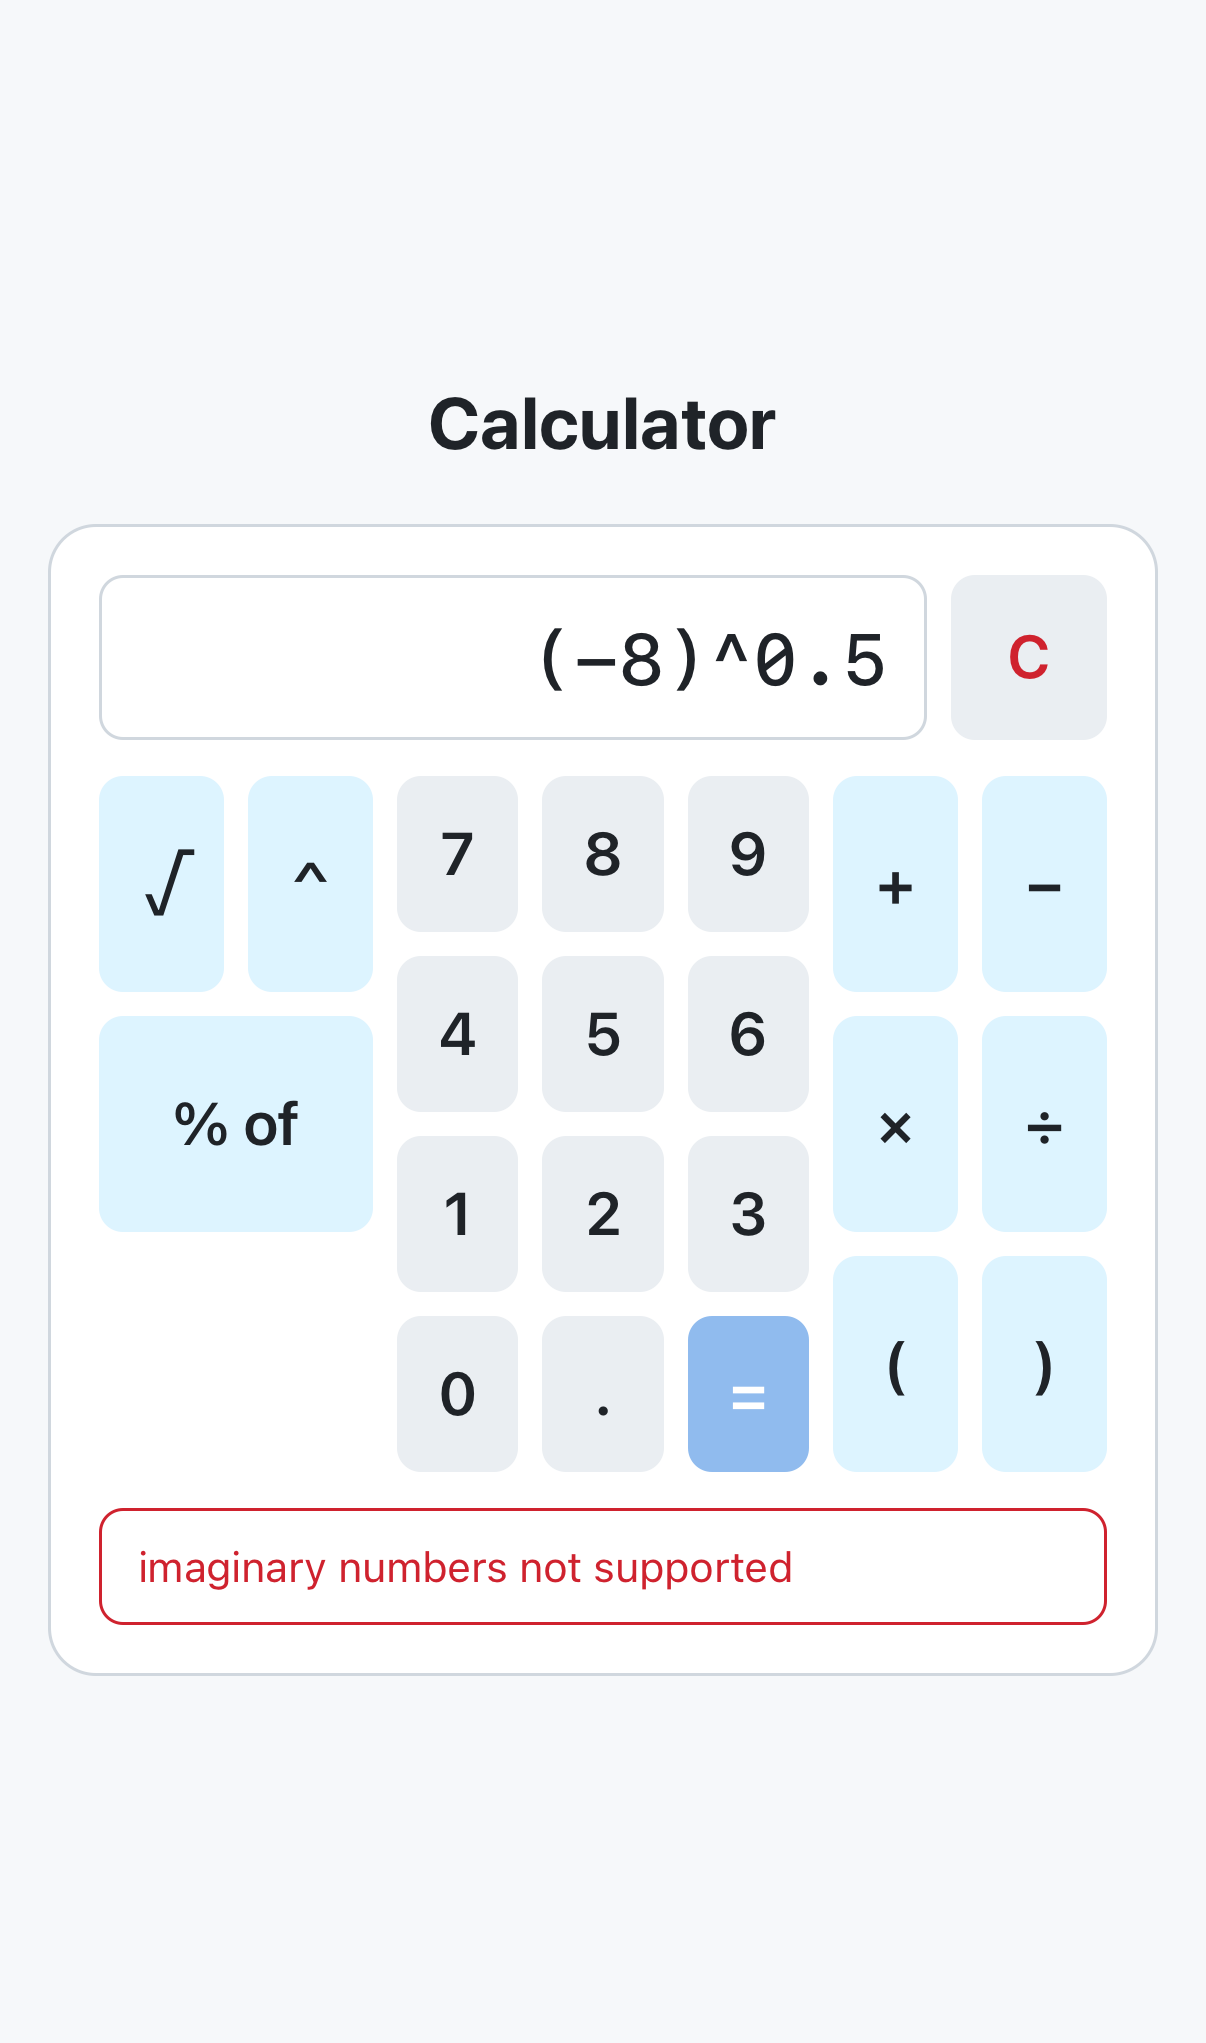 Calculator
(−8)^0.5 C
√ ^ 7 8 9 + −
4 5 6
% of × ÷
1 2 3
( )
0 . =
imaginary numbers not supported